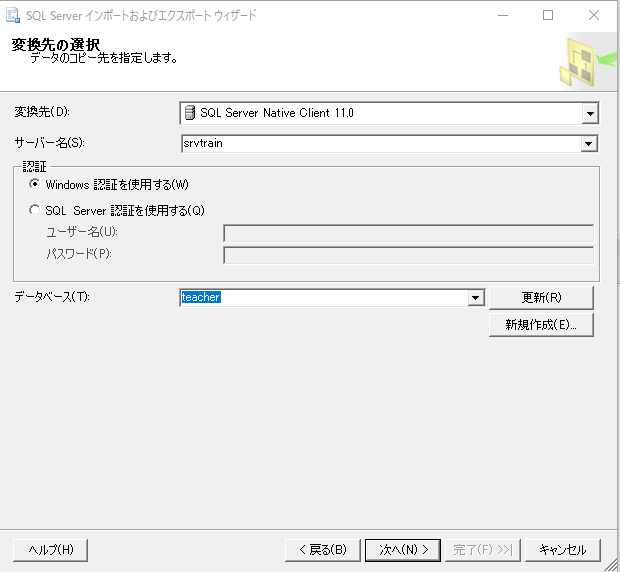 SQL Server インポートおよびエクスポート ウィザード
変換先の選択
データのコピー先を指定します。
変換先(D): SQL Server Native Client 11.0
サーバー名(S): srvtrain
認証
Windows 認証を使用する(W)
SQL Server 認証を使用する(Q)
ユーザー名(U):
パスワード(P):
データベース(T): teacher 更新(R)
新規作成(E)...
ヘルプ(H) < 戻る(B) 次へ(N) > 完了(F) >>| キャンセル